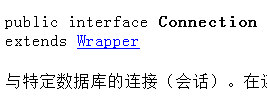 public interface Connection
extends Wrapper
与特定数据库的连接（会话）。在